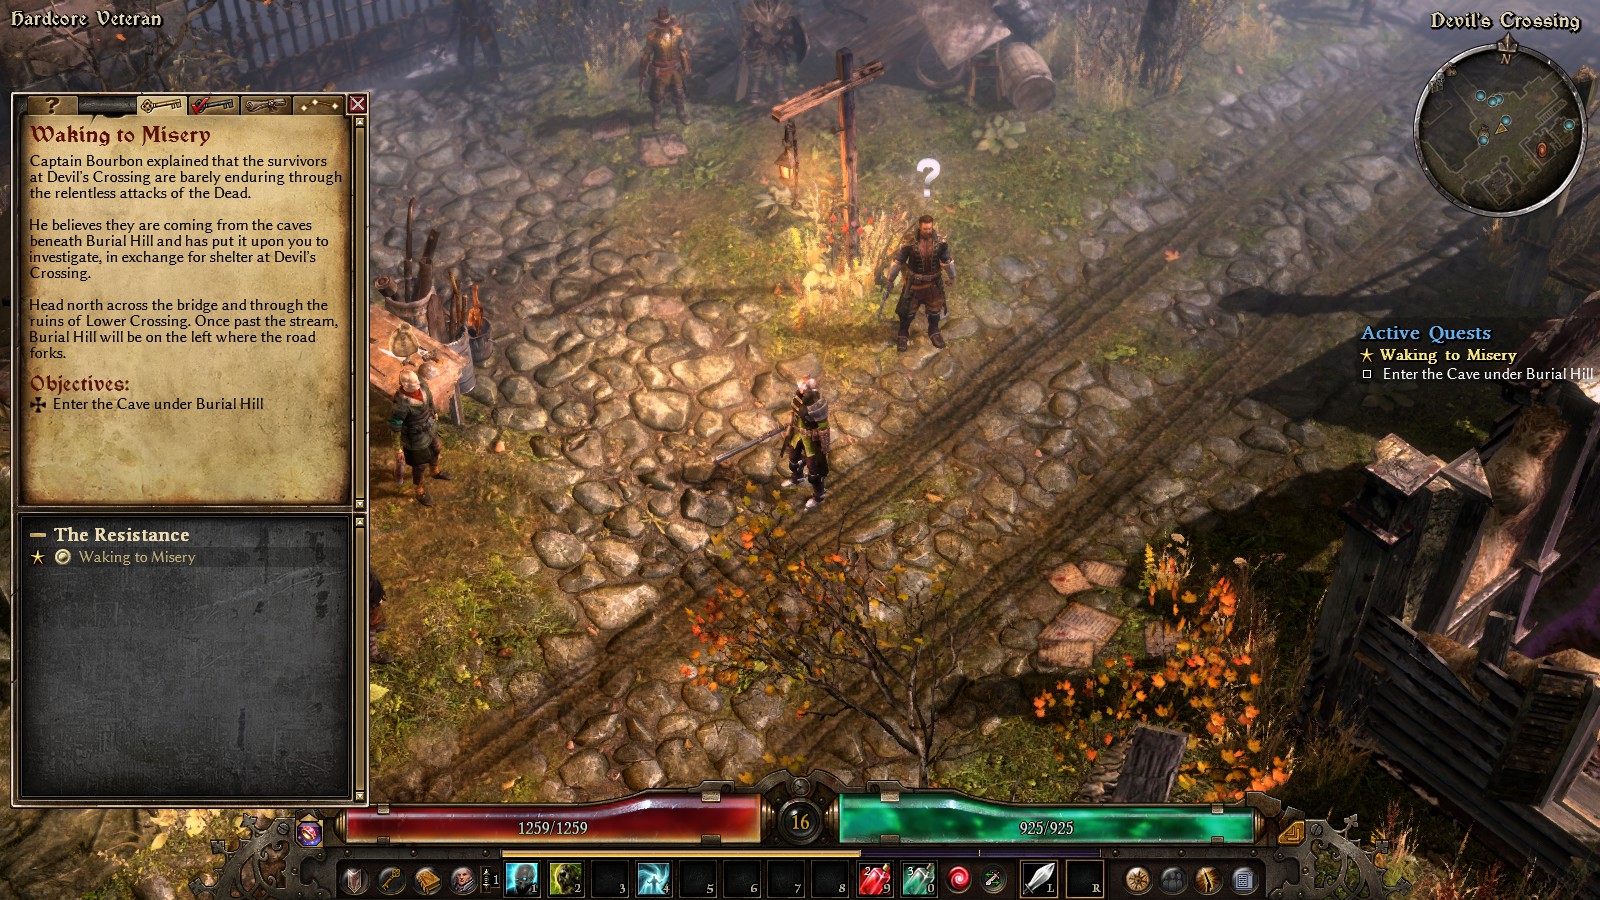 Hardcore Veteran
Devil's Crossing
N
?
Waking to Misery
Captain Bourbon explained that the survivors
at Devil's Crossing are barely enduring through
the relentless attacks of the Dead.
He believes they are coming from the caves
beneath Burial Hill and has put it upon you to
investigate, in exchange for shelter at Devil's
Crossing.
Head north across the bridge and through the
ruins of Lower Crossing. Once past the stream,
Burial Hill will be on the left where the road
forks.
Objectives:
Enter the Cave under Burial Hill
The Resistance
Waking to Misery
?
Active Quests
Waking to Misery
Enter the Cave under Burial Hill
1259/1259
16
925/925
1
1
2
3
4
5
6
7
8
9
0
L
R